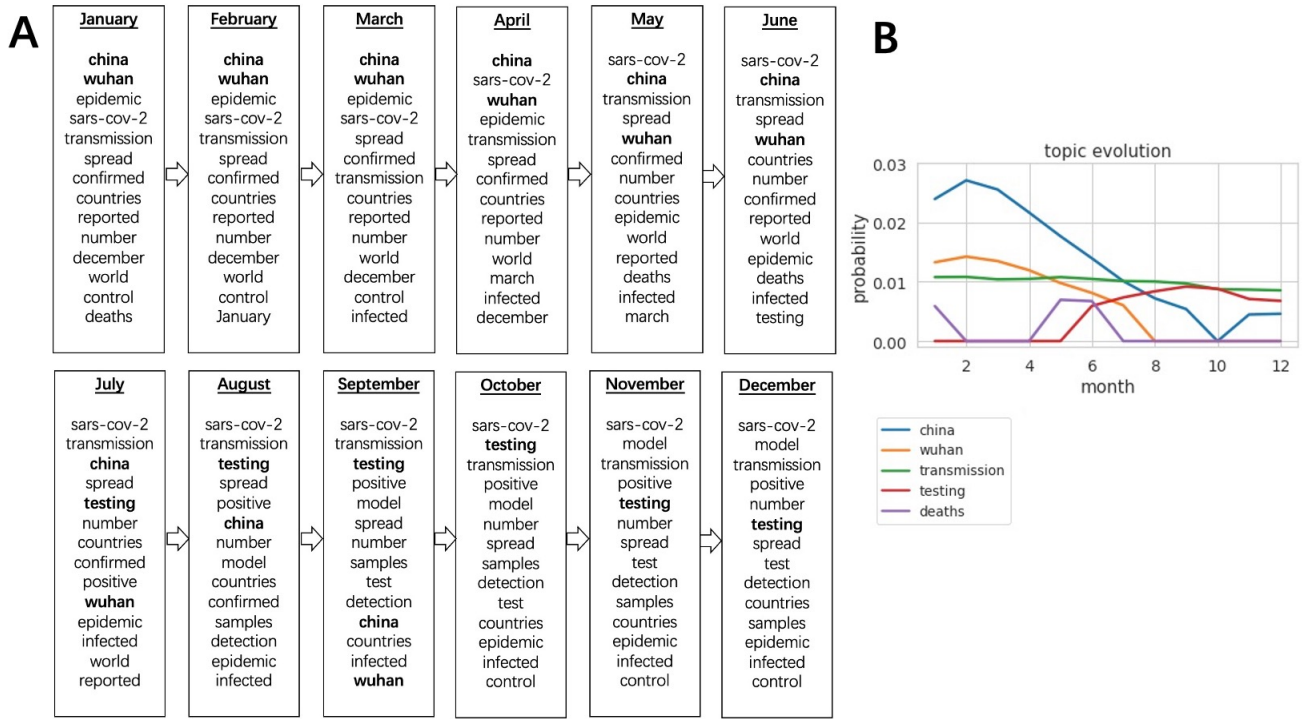 A
January
china
wuhan
epidemic
sars-cov-2
transmission
spread
confirmed
countries
reported
number
december
world
control
deaths
February
china
wuhan
epidemic
sars-cov-2
transmission
spread
confirmed
countries
reported
number
december
world
control
January
March
china
wuhan
epidemic
sars-cov-2
spread
confirmed
transmission
countries
reported
number
world
december
control
infected
April
china
sars-cov-2
wuhan
epidemic
transmission
spread
confirmed
countries
reported
number
world
march
infected
december
May
sars-cov-2
china
transmission
spread
wuhan
confirmed
number
countries
epidemic
world
reported
deaths
infected
march
June
sars-cov-2
china
transmission
spread
wuhan
countries
number
confirmed
reported
world
epidemic
deaths
infected
testing
July
sars-cov-2
transmission
china
spread
testing
number
countries
confirmed
positive
wuhan
epidemic
infected
world
reported
August
sars-cov-2
transmission
testing
spread
positive
china
number
model
countries
confirmed
samples
detection
epidemic
infected
September
sars-cov-2
transmission
testing
positive
model
spread
number
samples
test
detection
china
countries
infected
wuhan
October
sars-cov-2
testing
transmission
positive
model
number
spread
samples
detection
test
countries
epidemic
infected
control
November
sars-cov-2
model
transmission
positive
testing
number
spread
test
detection
samples
countries
epidemic
infected
control
December
sars-cov-2
model
transmission
positive
number
testing
spread
test
detection
countries
samples
epidemic
infected
control
B
topic evolution
probability
0.03
0.02
0.01
0.00
2 4 6 8 10 12
month
china
wuhan
transmission
testing
deaths